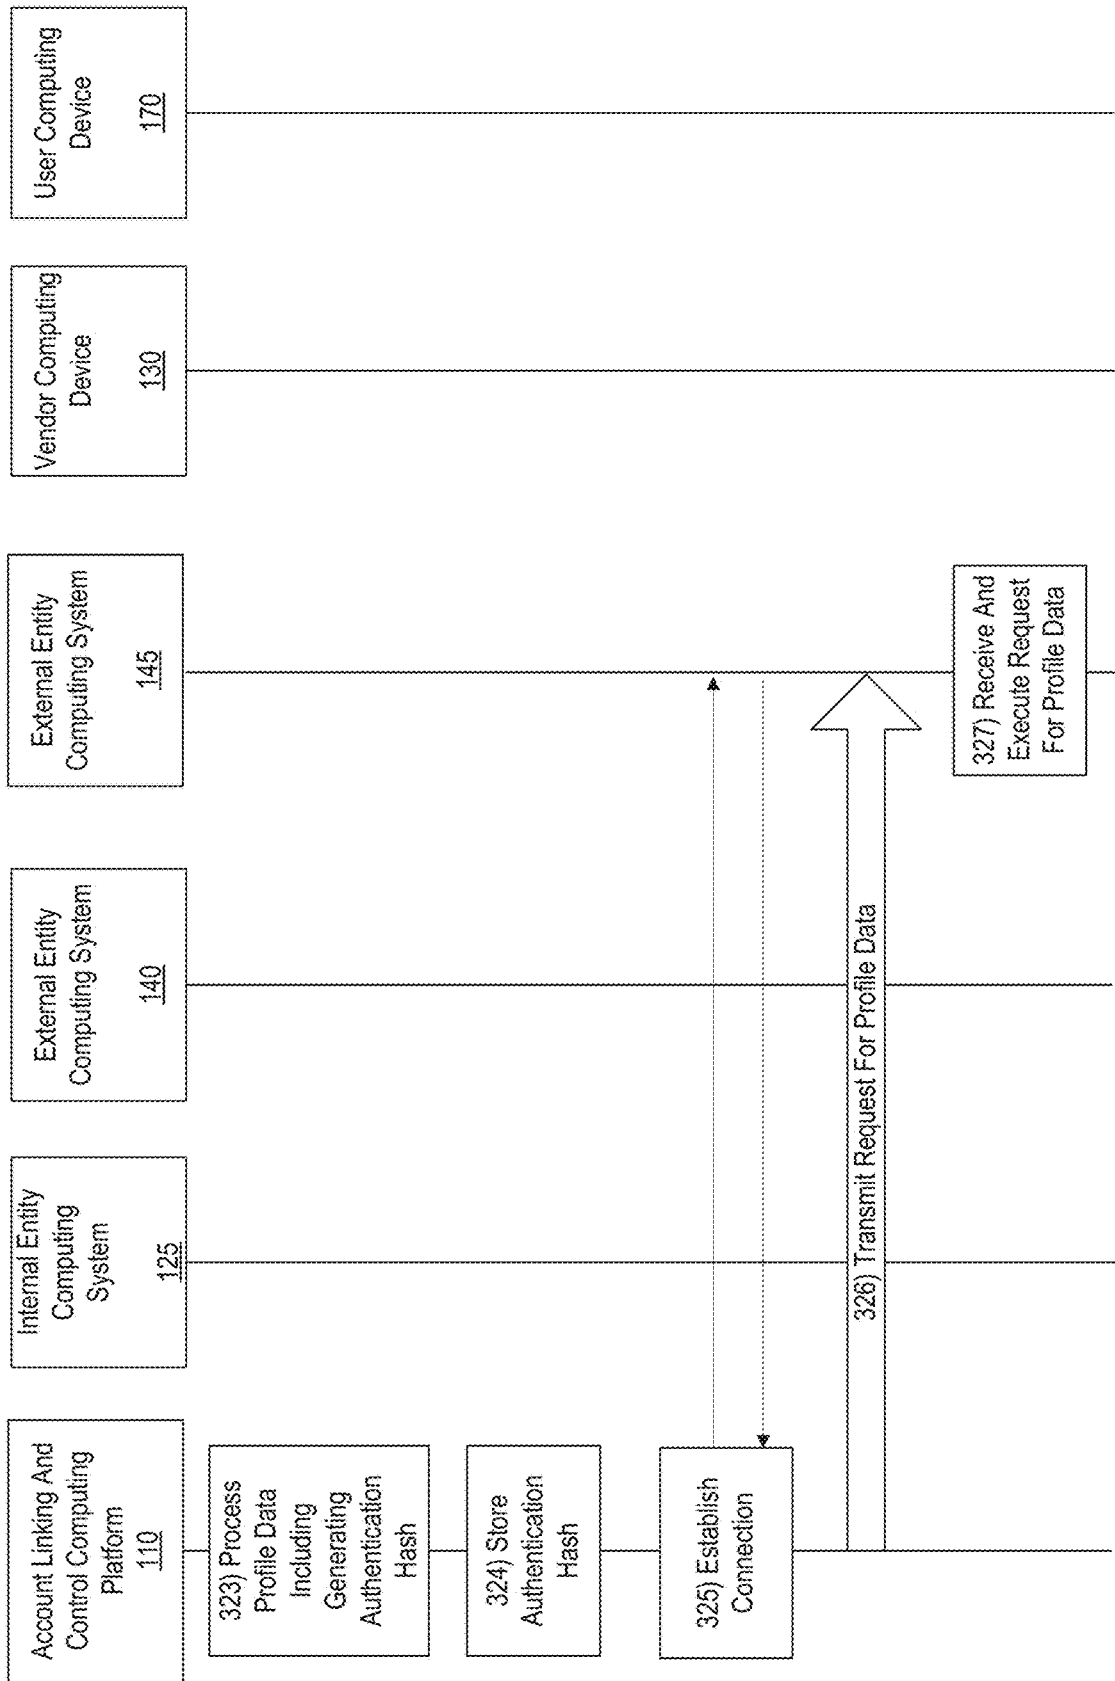 Account Linking And
Control Computing
Platform
110
Internal Entity
Computing
System
125
External Entity
Computing System
140
External Entity
Computing System
145
Vendor Computing
Device
130
User Computing
Device
170
323) Process
Profile Data
Including
Generating
Authentication
Hash
324) Store
Authentication
Hash
325) Establish
Connection
326) Transmit Request For Profile Data
327) Receive And
Execute Request
For Profile Data